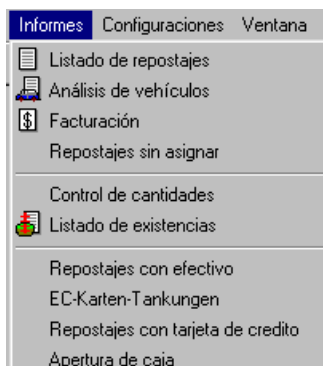 Informes Configuraciones Ventana
Listado de repostajes
Análisis de vehículos
Facturación
Repostajes sin asignar
Control de cantidades
Listado de existencias
Repostajes con efectivo
EC-Karten-Tankungen
Repostajes con tarjeta de credito
Apertura de caja